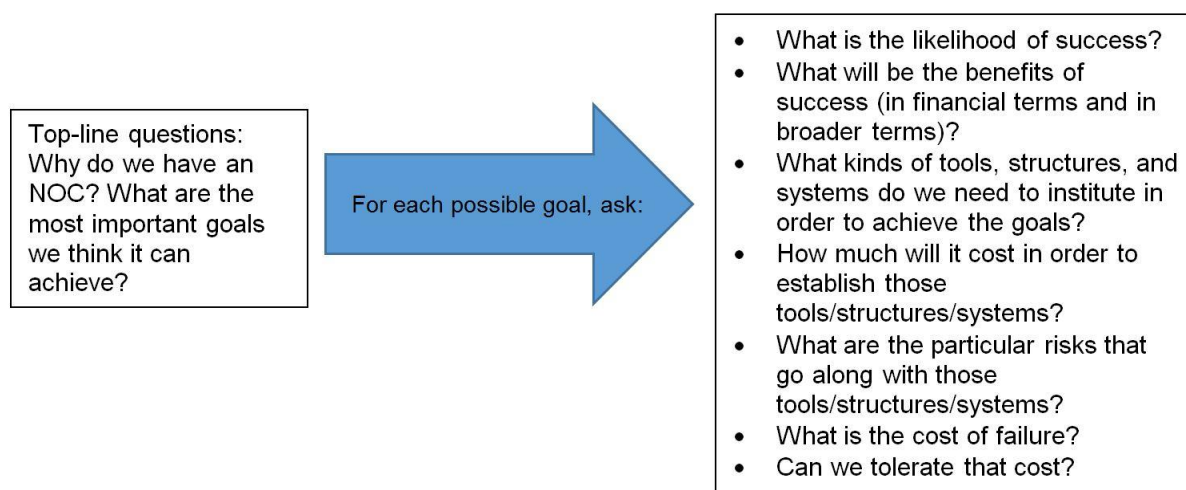 Top-line questions:
Why do we have an
NOC? What are the
most important goals
we think it can
achieve?
For each possible goal, ask:
• What is the likelihood of success?
• What will be the benefits of
success (in financial terms and in
broader terms)?
• What kinds of tools, structures, and
systems do we need to institute in
order to achieve the goals?
• How much will it cost in order to
establish those
tools/structures/systems?
• What are the particular risks that
go along with those
tools/structures/systems?
• What is the cost of failure?
• Can we tolerate that cost?